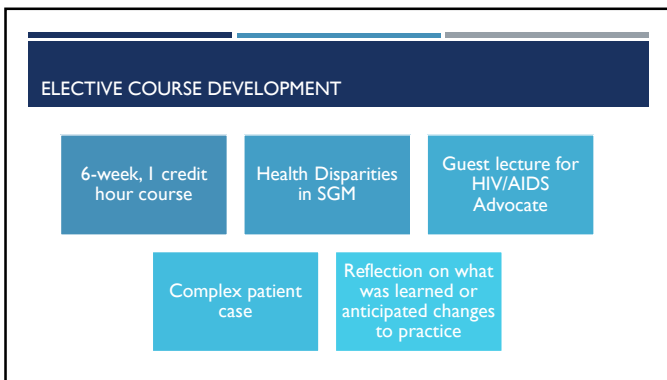 ELECTIVE COURSE DEVELOPMENT
6-week, 1 credit
hour course
Health Disparities
in SGM
Guest lecture for
HIV/AIDS
Advocate
Complex patient
case
Reflection on what
was learned or
anticipated changes
to practice